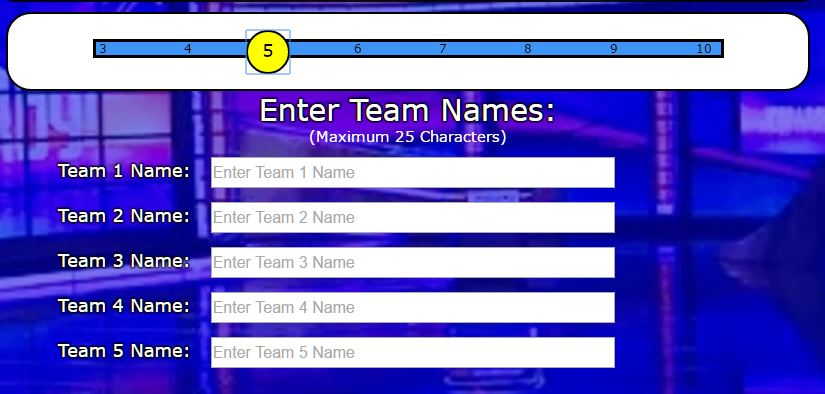 3 4 5 6 7 8 9 10
Enter Team Names:
(Maximum 25 Characters)
Team 1 Name: Enter Team 1 Name
Team 2 Name: Enter Team 2 Name
Team 3 Name: Enter Team 3 Name
Team 4 Name: Enter Team 4 Name
Team 5 Name: Enter Team 5 Name